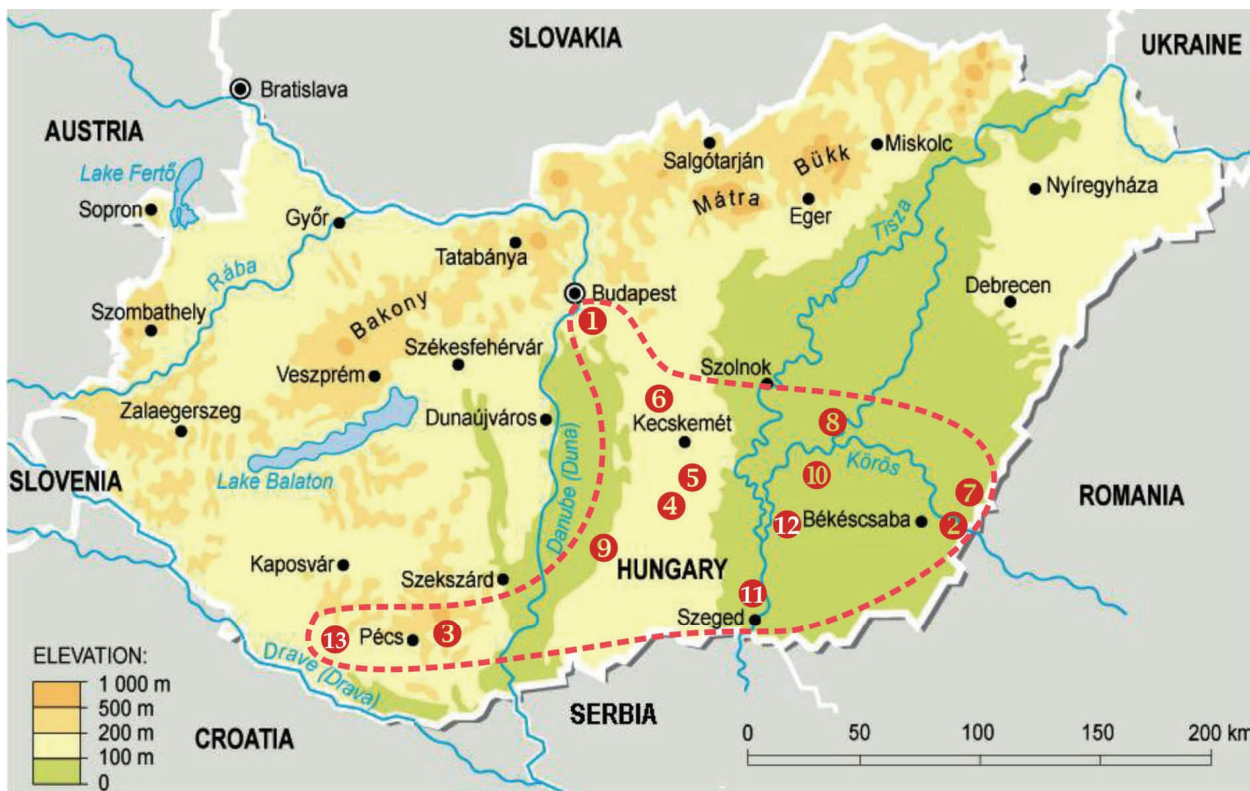 SLOVAKIA
UKRAINE
Bratislava
AUSTRIA
Lake Fertő
Sopron
Győr
Salgótarján
Bükk
Miskolc
Mátra
Eger
Nyíregyháza
Tisza
Rába
Tatabánya
Budapest
Debrecen
Szombathely
Bakony
1
Székesfehérvár
Veszprém
Szolnok
6
Zalaegerszeg
Dunaújváros
Kecskemét
8
Danube (Duna)
Körös
Lake Balaton
SLOVENIA
5
10
7
ROMANIA
4
12
Békéscsaba
2
9
Kaposvár
Szekszárd
HUNGARY
11
Szeged
13
Pécs
3
Drave (Drava)
ELEVATION:
1 000 m
500 m
200 m
100 m
0
CROATIA
SERBIA
0 50 100 150 200 km